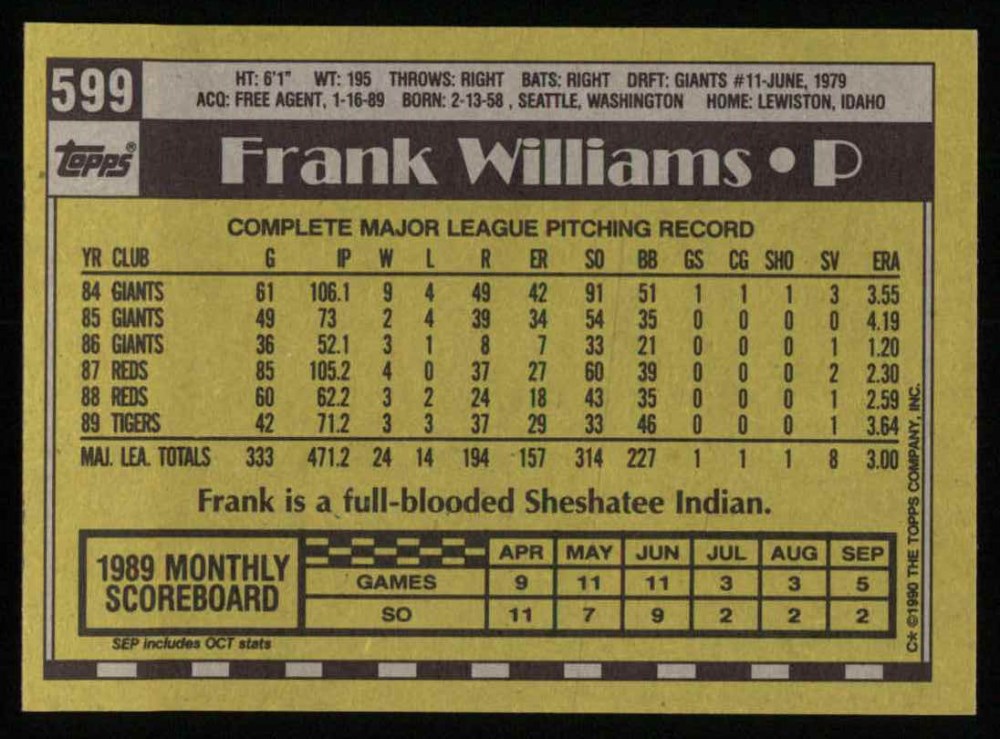 599
HT: 6'1" WT: 195 THROWS: RIGHT BATS: RIGHT DRFT: GIANTS #11-JUNE, 1979
ACQ: FREE AGENT, 1-16-89 BORN: 2-13-58 , SEATTLE, WASHINGTON HOME: LEWISTON, IDAHO
Topps®
Frank Williams • P
COMPLETE MAJOR LEAGUE PITCHING RECORD
YR CLUB G IP W L R ER SO BB GS CG SHO SV ERA
84 GIANTS 61 106.1 9 4 49 42 91 51 1 1 1 3 3.55
85 GIANTS 49 73 2 4 39 34 54 35 0 0 0 0 4.19
86 GIANTS 36 52.1 3 1 8 7 33 21 0 0 0 1 1.20
87 REDS 85 105.2 4 0 37 27 60 39 0 0 0 2 2.30
88 REDS 60 62.2 3 2 24 18 43 35 0 0 0 1 2.59
89 TIGERS 42 71.2 3 3 37 29 33 46 0 0 0 1 3.64
MAJ. LEA. TOTALS 333 471.2 24 14 194 157 314 227 1 1 1 8 3.00
Frank is a full-blooded Sheshatee Indian.
1989 MONTHLY SCOREBOARD
APR MAY JUN JUL AUG SEP
GAMES 9 11 11 3 3 5
SO 11 7 9 2 2 2
SEP includes OCT stats
C* ©1990 THE TOPPS COMPANY, INC.